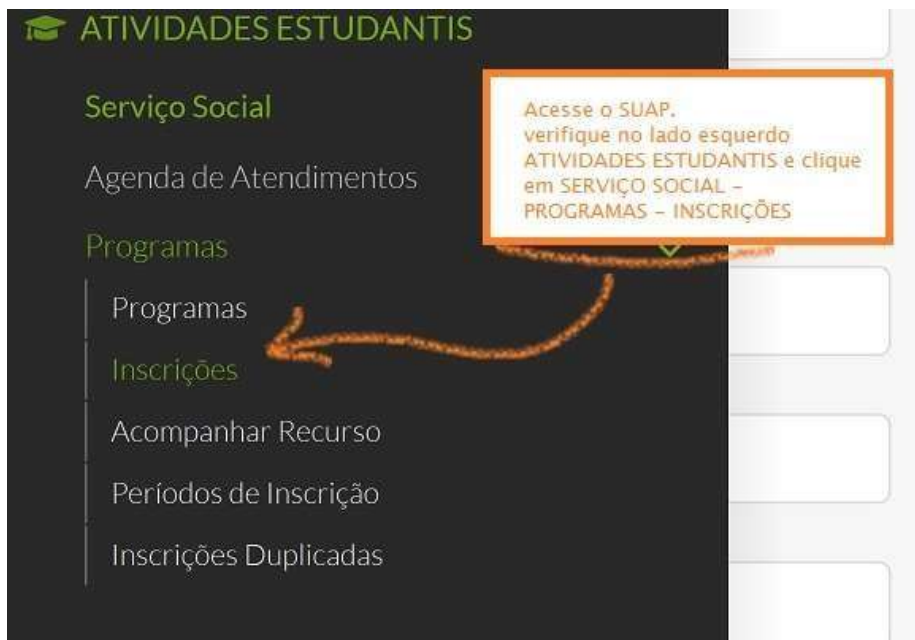 ATIVIDADES ESTUDANTIS
Serviço Social
Agenda de Atendimentos
Programas
Programas
Inscrições
Acompanhar Recurso
Períodos de Inscrição
Inscrições Duplicadas
Acesse o SUAP.
verifique no lado esquerdo
ATIVIDADES ESTUDANTIS e clique
em SERVIÇO SOCIAL –
PROGRAMAS – INSCRIÇÕES